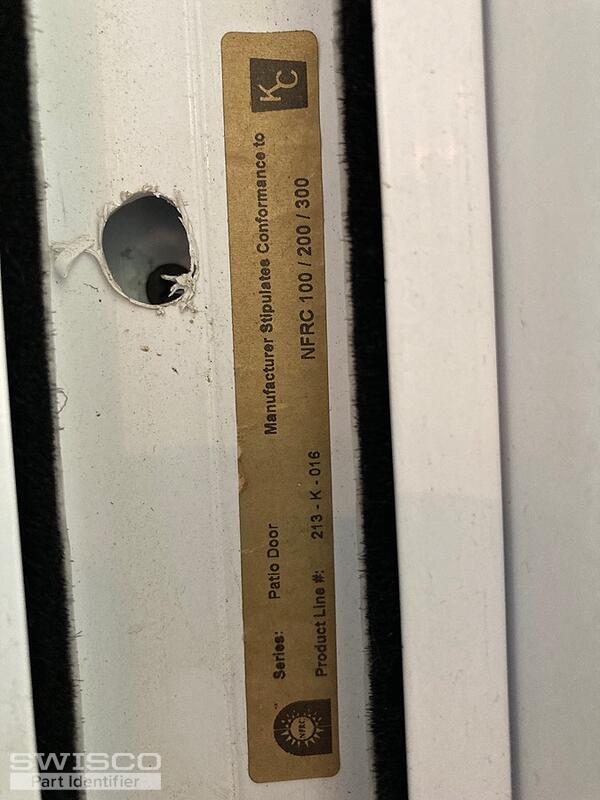 KC
Manufacturer Stipulates Conformance to
NFRC 100 / 200 / 300
Series: Patio Door
Product Line #: 213 - K - 016
NFRC
SWISCO
Part Identifier